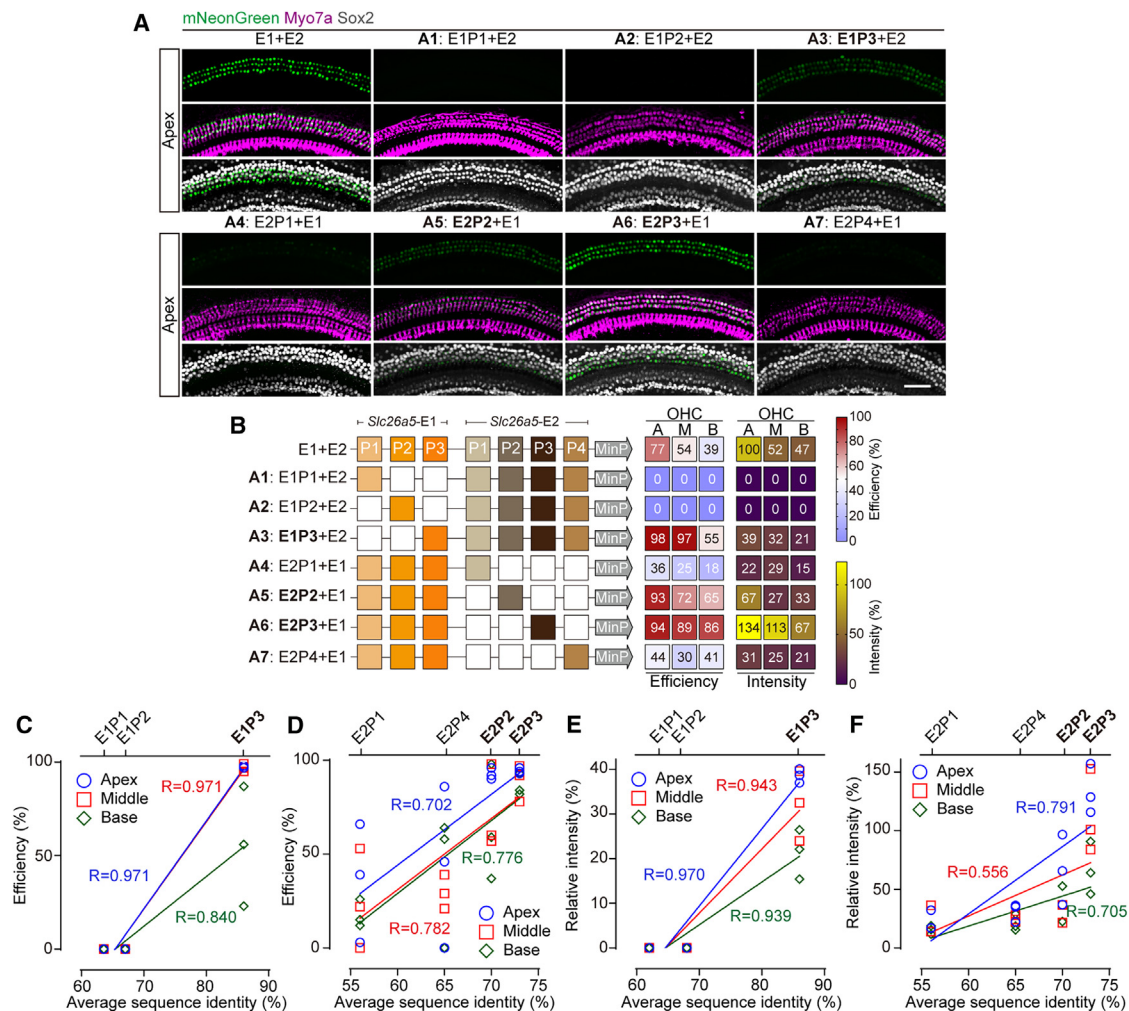 A
mNeonGreen Myo7a Sox2
E1+E2 A1: E1P1+E2 A2: E1P2+E2 A3: E1P3+E2
Apex
A4: E2P1+E1 A5: E2P2+E1 A6: E2P3+E1 A7: E2P4+E1
Apex
B
Slc26a5-E1 Slc26a5-E2 OHC OHC
A M B A M B
E1+E2 P1 P2 P3 P1 P2 P3 P4 MinP 77 54 39 100 52 47
A1: E1P1+E2 MinP 0 0 0 0 0 0
A2: E1P2+E2 MinP 0 0 0 0 0 0
A3: E1P3+E2 MinP 98 97 55 39 32 21
A4: E2P1+E1 MinP 36 25 18 22 29 15
A5: E2P2+E1 MinP 93 72 65 67 27 33
A6: E2P3+E1 MinP 94 89 86 134 113 67
A7: E2P4+E1 MinP 44 30 41 31 25 21
Efficiency Intensity
100
80
60
40
20
0
Efficiency (%)
100
50
0
Intensity (%)
C
E1P1
E1P2
E1P3
100
50
0
Efficiency (%)
Apex
Middle
Base
R=0.971
R=0.971
R=0.840
60 70 80 90
Average sequence identity (%)
D
E2P1
E2P4
E2P2
E2P3
100
50
0
Efficiency (%)
R=0.702
R=0.776
R=0.782
Apex
Middle
Base
55 60 65 70 75
Average sequence identity (%)
E
E1P1
E1P2
E1P3
40
30
20
10
0
Relative intensity (%)
Apex
Middle
Base
R=0.943
R=0.970
R=0.939
60 70 80 90
Average sequence identity (%)
F
E2P1
E2P4
E2P2
E2P3
150
100
50
0
Relative intensity (%)
Apex
Middle
Base
R=0.791
R=0.556
R=0.705
55 60 65 70 75
Average sequence identity (%)